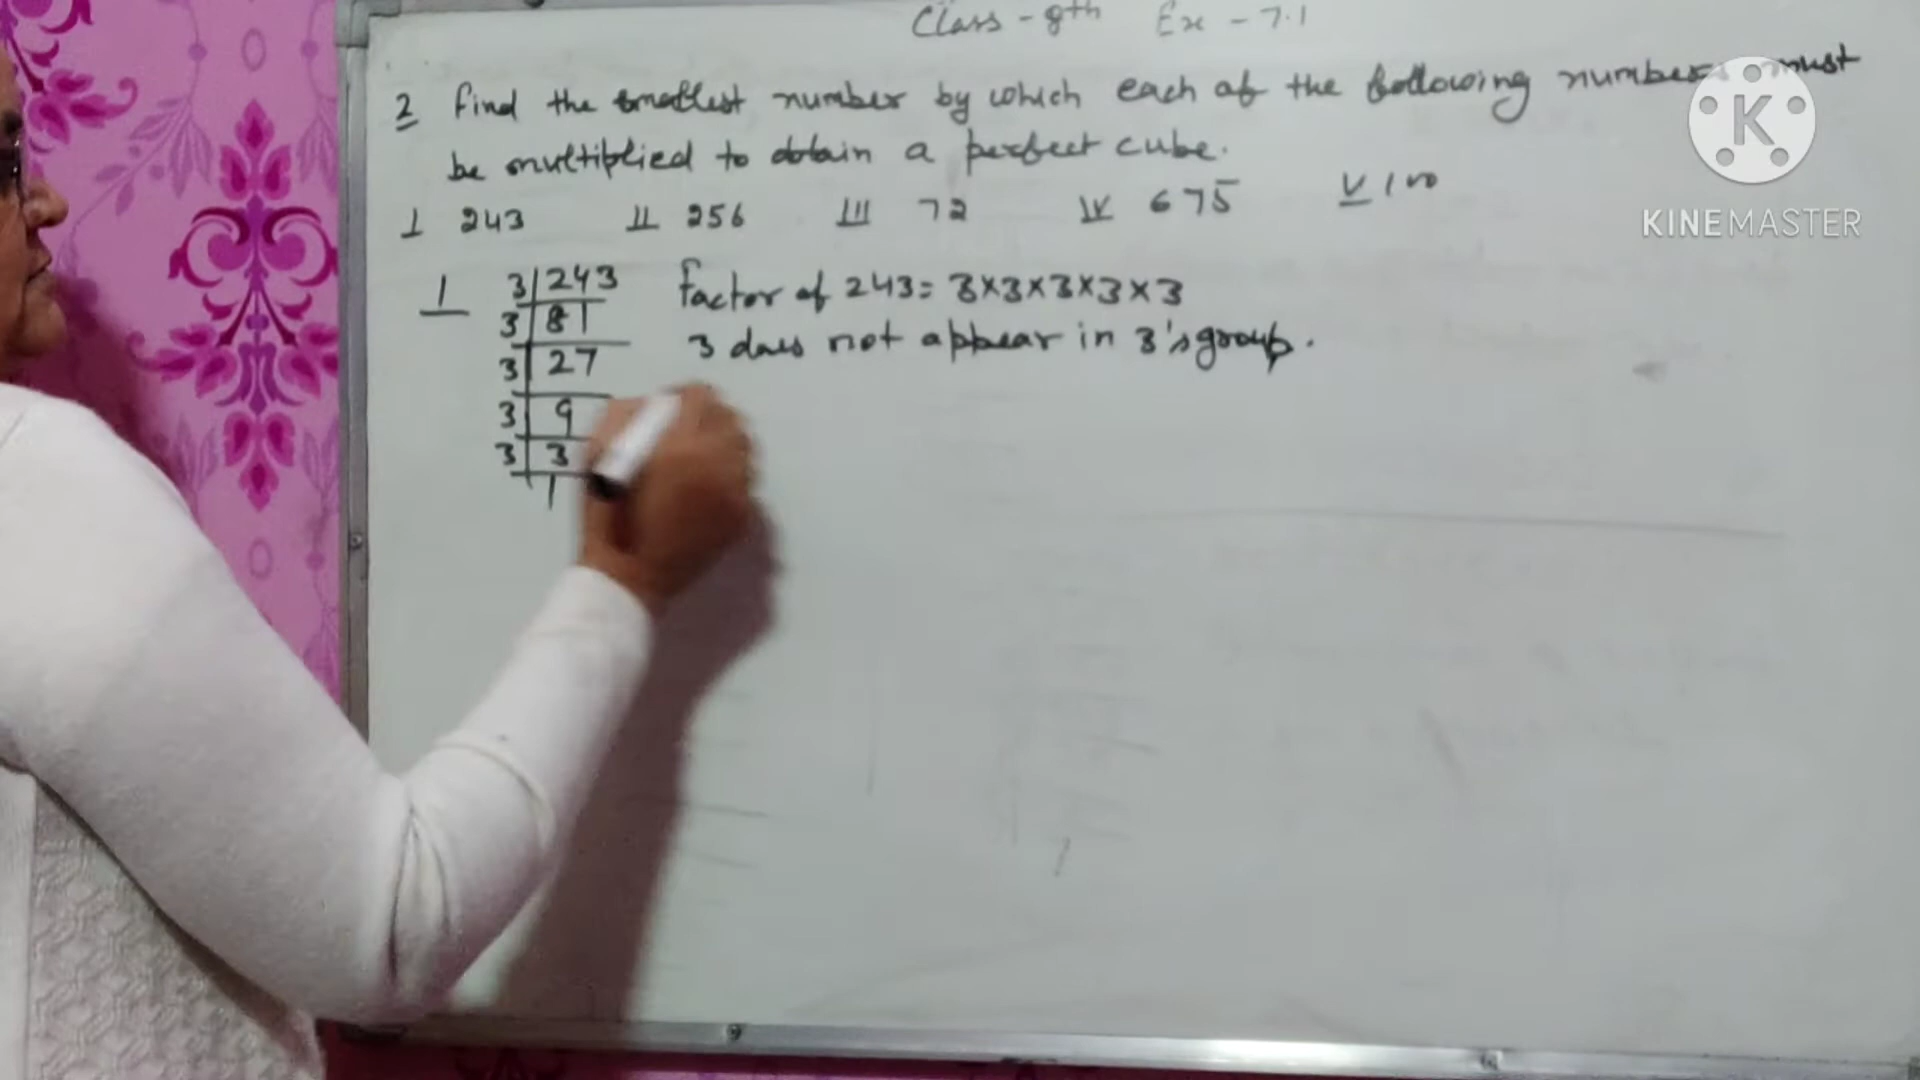 Class - 8th Ex - 7.1
2 Find the smallest number by which each of the following numbers must
be multiplied to obtain a perfect cube.
I 243 II 256 III 72 IV 675 V 100
1 3 243 Factor of 243 = 3×3×3×3×3
3 81 3 does not appear in 3's group.
3 27
3 9
3 3
1
K
KINEMASTER